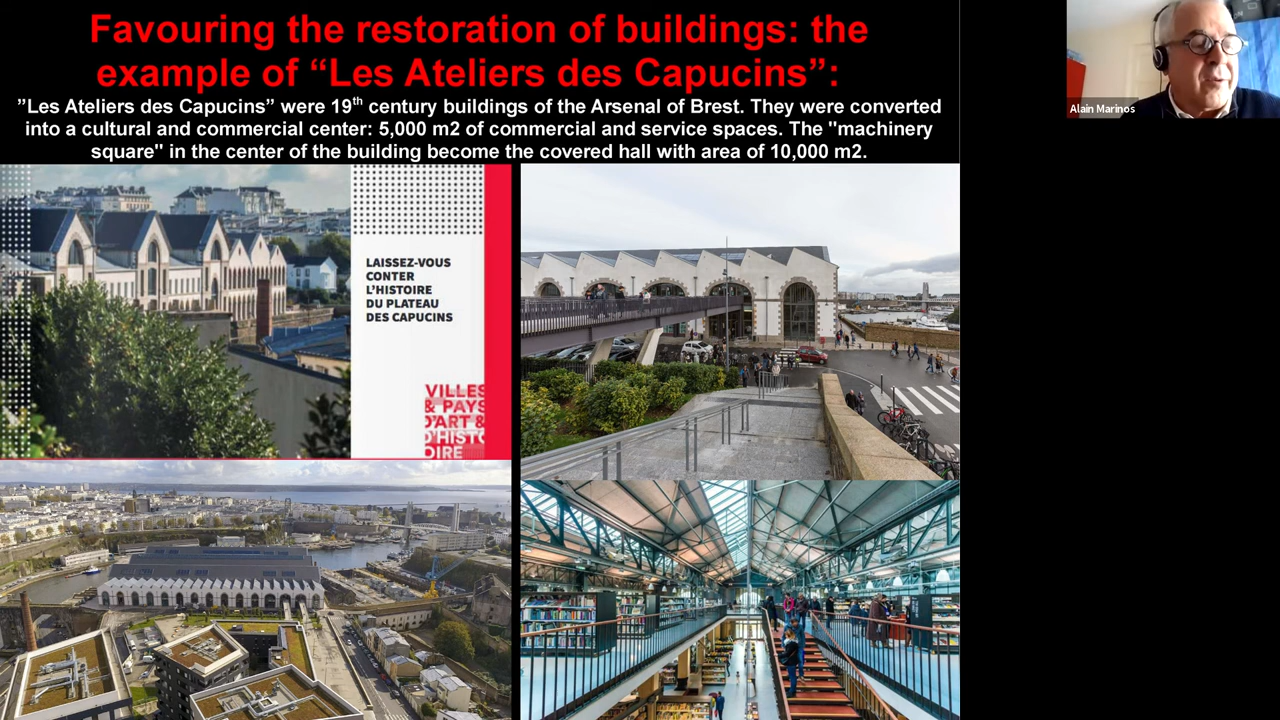 Favouring the restoration of buildings: the
example of “Les Ateliers des Capucins”:
”Les Ateliers des Capucins” were 19th century buildings of the Arsenal of Brest. They were converted
into a cultural and commercial center: 5,000 m2 of commercial and service spaces. The "machinery
square" in the center of the building become the covered hall with area of 10,000 m2.
Alain Marinos
LAISSEZ-VOUS
CONTER
L’HISTOIRE
DU PLATEAU
DES CAPUCINS
VILLES
& PAYS
D’ART &
D’HISTO
OIRE